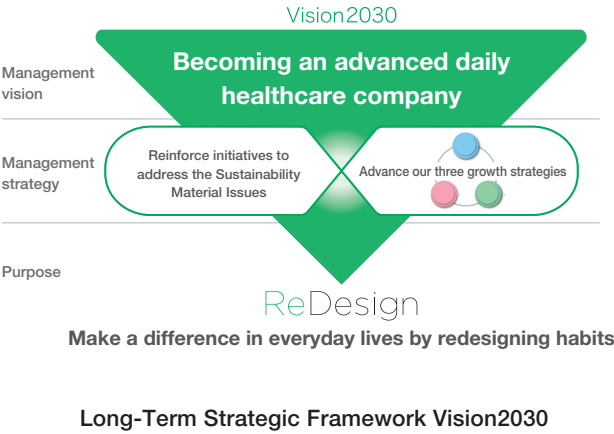 Vision2030
Becoming an advanced daily
healthcare company
Management
vision
Management
strategy
Reinforce initiatives to
address the Sustainability
Material Issues
Advance our three growth strategies
Purpose
ReDesign
Make a difference in everyday lives by redesigning habits
Long-Term Strategic Framework Vision2030